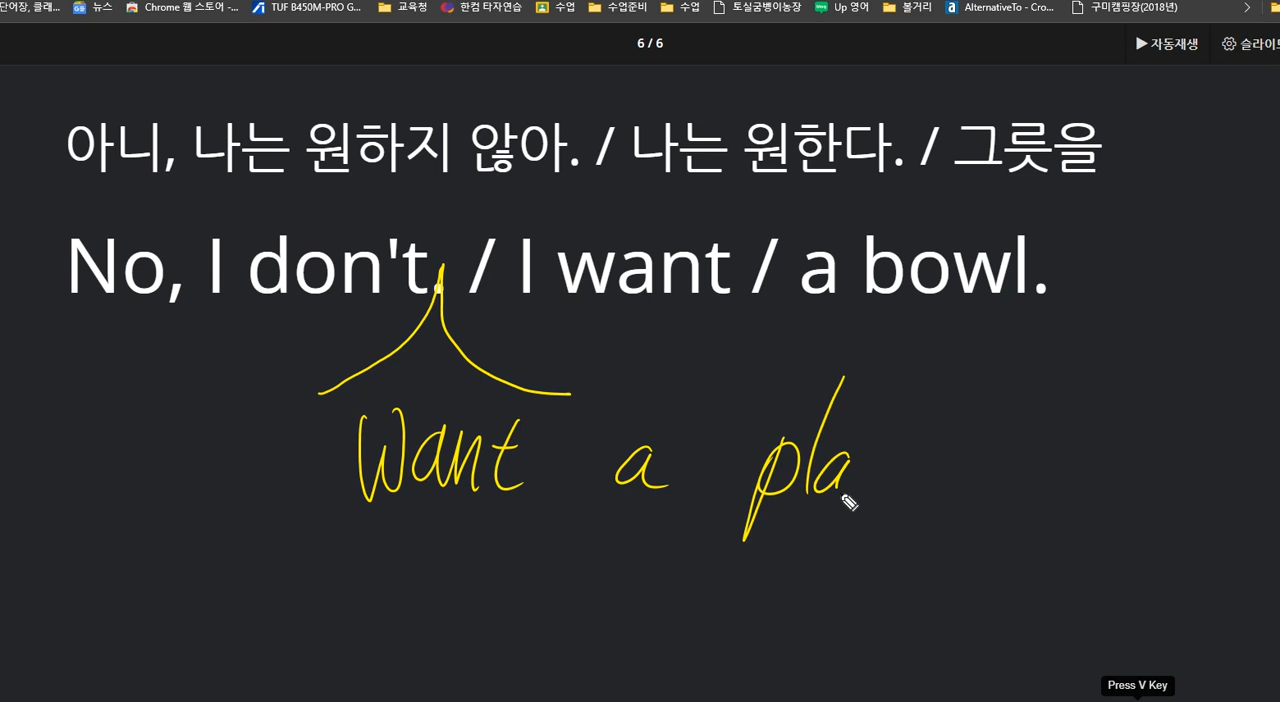 단어장, 클래... 뉴스 Chrome 웹 스토어 -... TUF B450M-PRO G... 교육청 한컴 타자연습 수업 수업준비 수업 토실굼벵이농장 Up 영어 볼거리 AlternativeTo - Cro... 구미캠핑장(2018년)
6 / 6
자동재생
슬라이드
아니, 나는 원하지 않아. / 나는 원한다. / 그릇을
No, I don't. / I want / a bowl.
want a pla
Press V Key